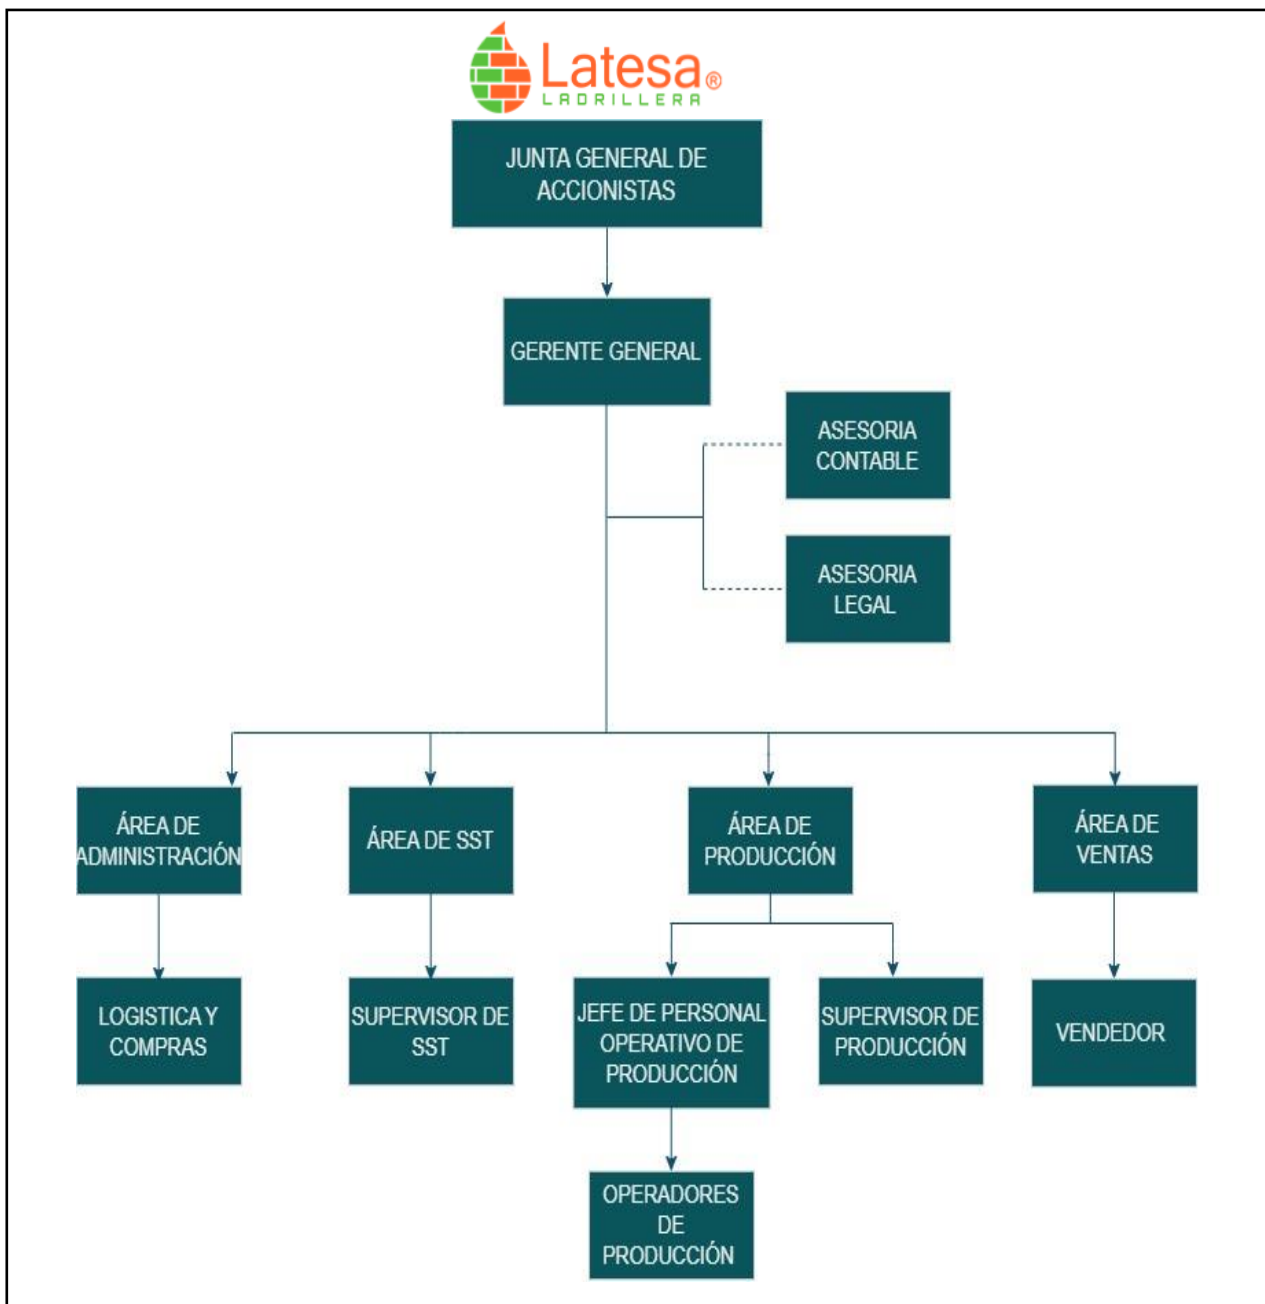 Latesa®
LADRILLERA
JUNTA GENERAL DE
ACCIONISTAS
GERENTE GENERAL
ASESORIA
CONTABLE
ASESORIA
LEGAL
ÁREA DE
ADMINISTRACIÓN
ÁREA DE SST
ÁREA DE
PRODUCCIÓN
ÁREA DE
VENTAS
LOGISTICA Y
COMPRAS
SUPERVISOR DE
SST
JEFE DE PERSONAL
OPERATIVO DE
PRODUCCIÓN
SUPERVISOR DE
PRODUCCIÓN
VENDEDOR
OPERADORES
DE
PRODUCCIÓN